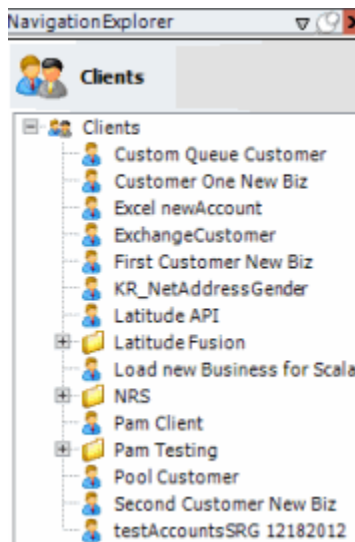 NavigationExplorer
Clients
Clients
Custom Queue Customer
Customer One New Biz
Excel newAccount
ExchangeCustomer
First Customer New Biz
KR_NetAddressGender
Latitude API
Latitude Fusion
Load new Business for Scala
NRS
Pam Client
Pam Testing
Pool Customer
Second Customer New Biz
testAccountsSRG 12182012